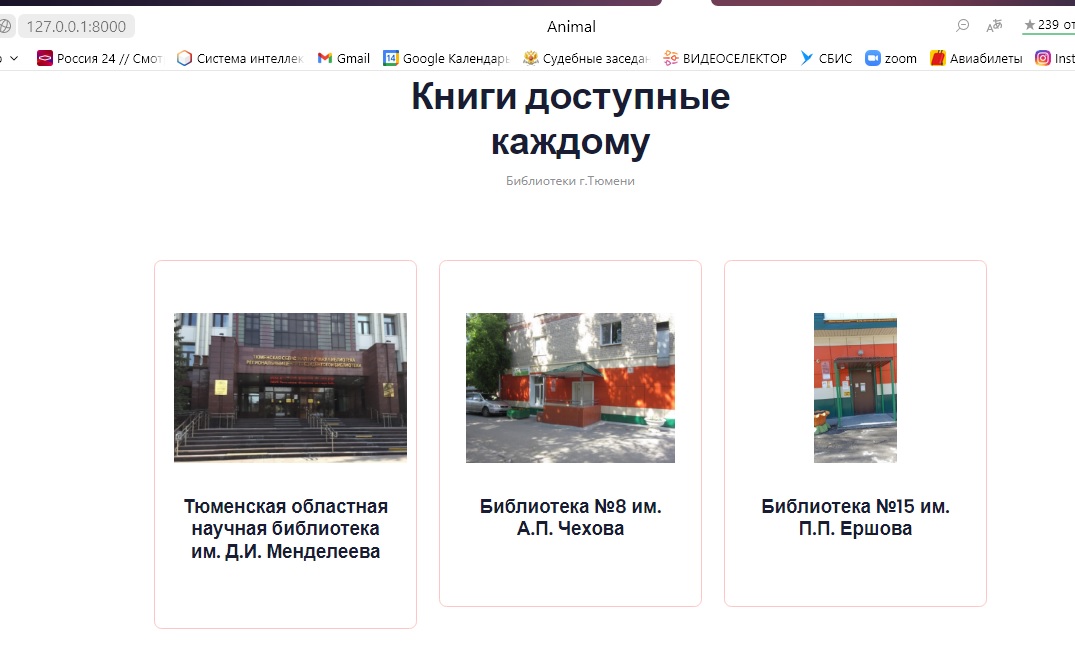 127.0.0.1:8000
Animal
239 от
Россия 24 // Смот
Система интеллек
Gmail
14
Google Календарь
Судебные заседан
ВИДЕОСЕЛЕКТОР
СБИС
zoom
Авиабилеты
Inst
Книги доступные
каждому
Библиотеки г.Тюмени
Тюменская областная
научная библиотека
им. Д.И. Менделеева
Библиотека №8 им.
А.П. Чехова
Библиотека №15 им.
П.П. Ершова